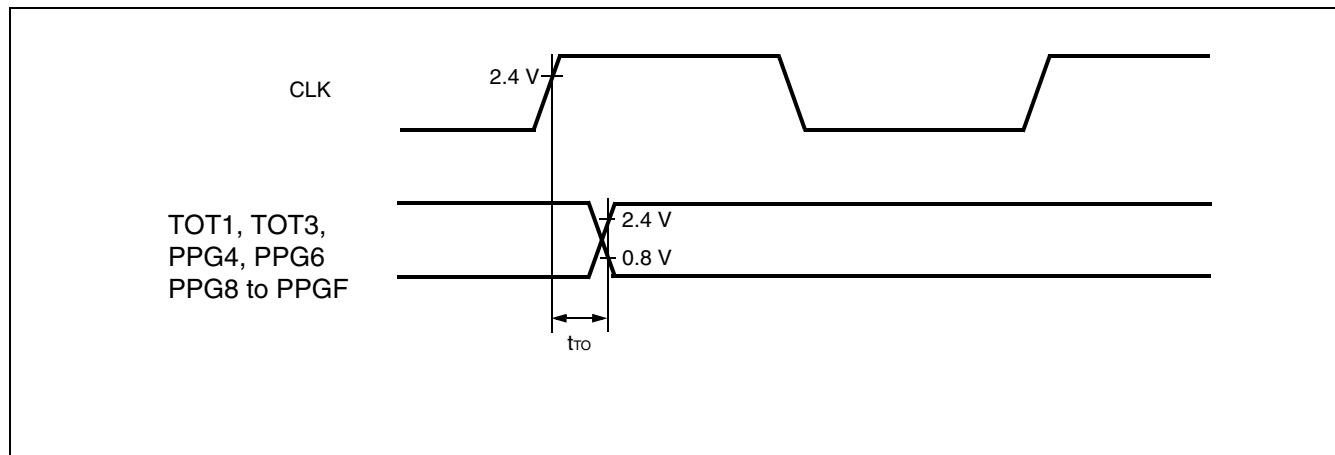 2.4 V
CLK
TOT1, TOT3,
PPG4, PPG6
PPG8 to PPGF
2.4 V
0.8 V
tTO